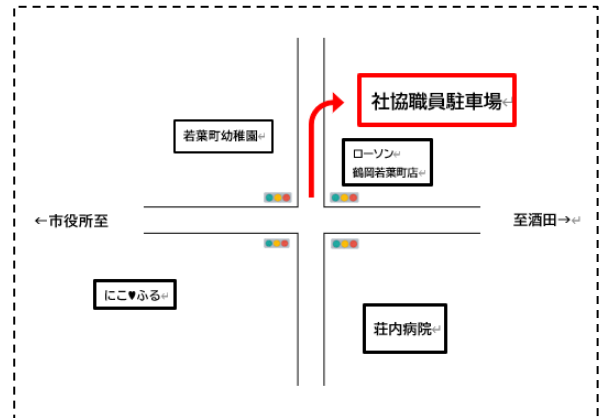 社協職員駐車場
若葉町幼稚園
ローソン
鶴岡若葉町店
←市役所至
至酒田→
にこ♥ふる
荘内病院